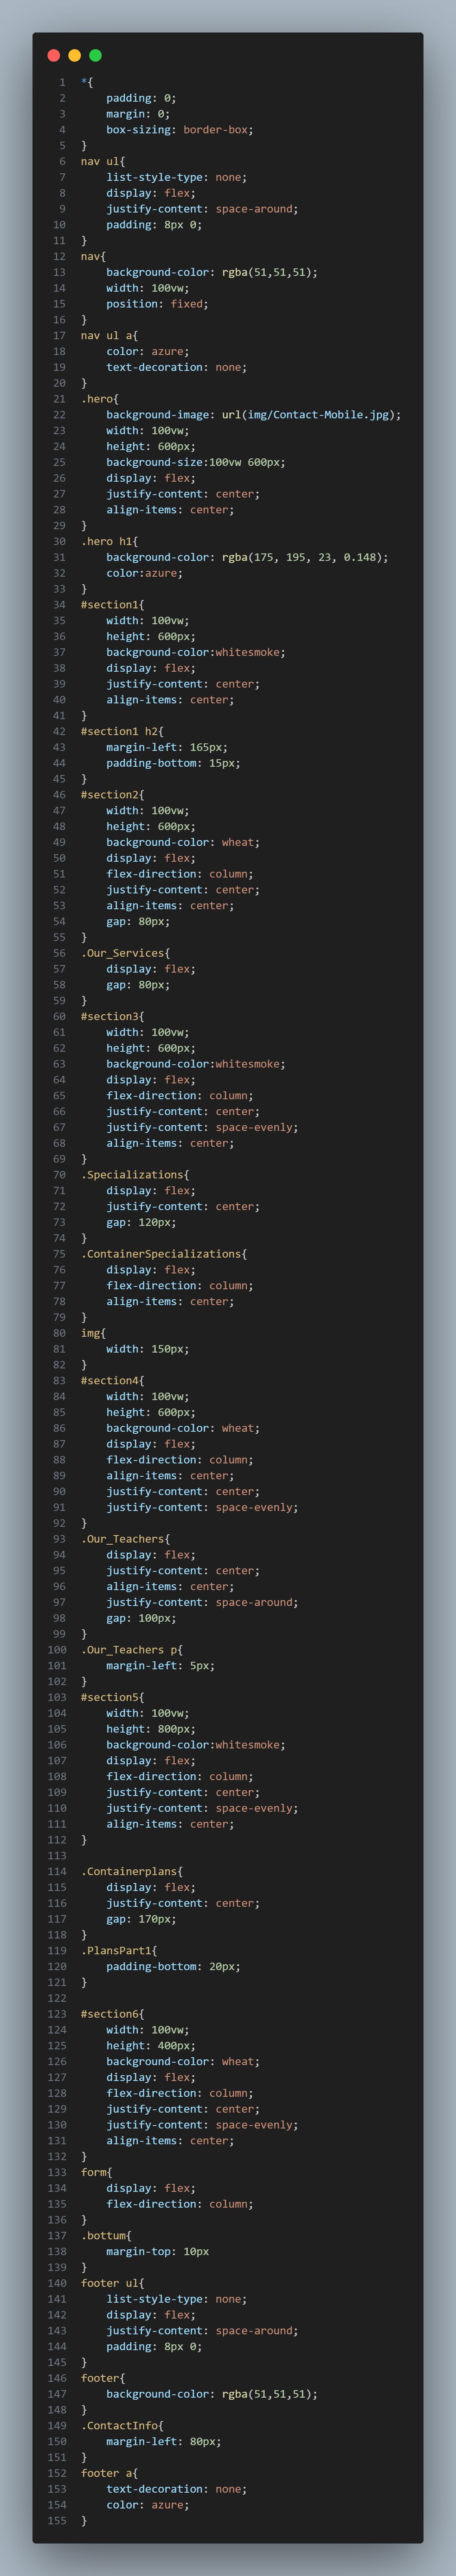 1 *{
2     padding: 0;
3     margin: 0;
4     box-sizing: border-box;
5 }
6 nav ul{
7     list-style-type: none;
8     display: flex;
9     justify-content: space-around;
10     padding: 8px 0;
11 }
12 nav{
13     background-color: rgba(51,51,51);
14     width: 100vw;
15     position: fixed;
16 }
17 nav ul a{
18     color: azure;
19     text-decoration: none;
20 }
21 .hero{
22     background-image: url(img/Contact-Mobile.jpg);
23     width: 100vw;
24     height: 600px;
25     background-size:100vw 600px;
26     display: flex;
27     justify-content: center;
28     align-items: center;
29 }
30 .hero h1{
31     background-color: rgba(175, 195, 23, 0.148);
32     color:azure;
33 }
34 #section1{
35     width: 100vw;
36     height: 600px;
37     background-color:whitesmoke;
38     display: flex;
39     justify-content: center;
40     align-items: center;
41 }
42 #section1 h2{
43     margin-left: 165px;
44     padding-bottom: 15px;
45 }
46 #section2{
47     width: 100vw;
48     height: 600px;
49     background-color: wheat;
50     display: flex;
51     flex-direction: column;
52     justify-content: center;
53     align-items: center;
54     gap: 80px;
55 }
56 .Our_Services{
57     display: flex;
58     gap: 80px;
59 }
60 #section3{
61     width: 100vw;
62     height: 600px;
63     background-color:whitesmoke;
64     display: flex;
65     flex-direction: column;
66     justify-content: center;
67     justify-content: space-evenly;
68     align-items: center;
69 }
70 .Specializations{
71     display: flex;
72     justify-content: center;
73     gap: 120px;
74 }
75 .ContainerSpecializations{
76     display: flex;
77     flex-direction: column;
78     align-items: center;
79 }
80 img{
81     width: 150px;
82 }
83 #section4{
84     width: 100vw;
85     height: 600px;
86     background-color: wheat;
87     display: flex;
88     flex-direction: column;
89     align-items: center;
90     justify-content: center;
91     justify-content: space-evenly;
92 }
93 .Our_Teachers{
94     display: flex;
95     justify-content: center;
96     align-items: center;
97     justify-content: space-around;
98     gap: 100px;
99 }
100 .Our_Teachers p{
101     margin-left: 5px;
102 }
103 #section5{
104     width: 100vw;
105     height: 800px;
106     background-color:whitesmoke;
107     display: flex;
108     flex-direction: column;
109     justify-content: center;
110     justify-content: space-evenly;
111     align-items: center;
112 }
113
114 .Containerplans{
115     display: flex;
116     justify-content: center;
117     gap: 170px;
118 }
119 .PlansPart1{
120     padding-bottom: 20px;
121 }
122
123 #section6{
124     width: 100vw;
125     height: 400px;
126     background-color: wheat;
127     display: flex;
128     flex-direction: column;
129     justify-content: center;
130     justify-content: space-evenly;
131     align-items: center;
132 }
133 form{
134     display: flex;
135     flex-direction: column;
136 }
137 .bottum{
138     margin-top: 10px
139 }
140 footer ul{
141     list-style-type: none;
142     display: flex;
143     justify-content: space-around;
144     padding: 8px 0;
145 }
146 footer{
147     background-color: rgba(51,51,51);
148 }
149 .ContactInfo{
150     margin-left: 80px;
151 }
152 footer a{
153     text-decoration: none;
154     color: azure;
155 }